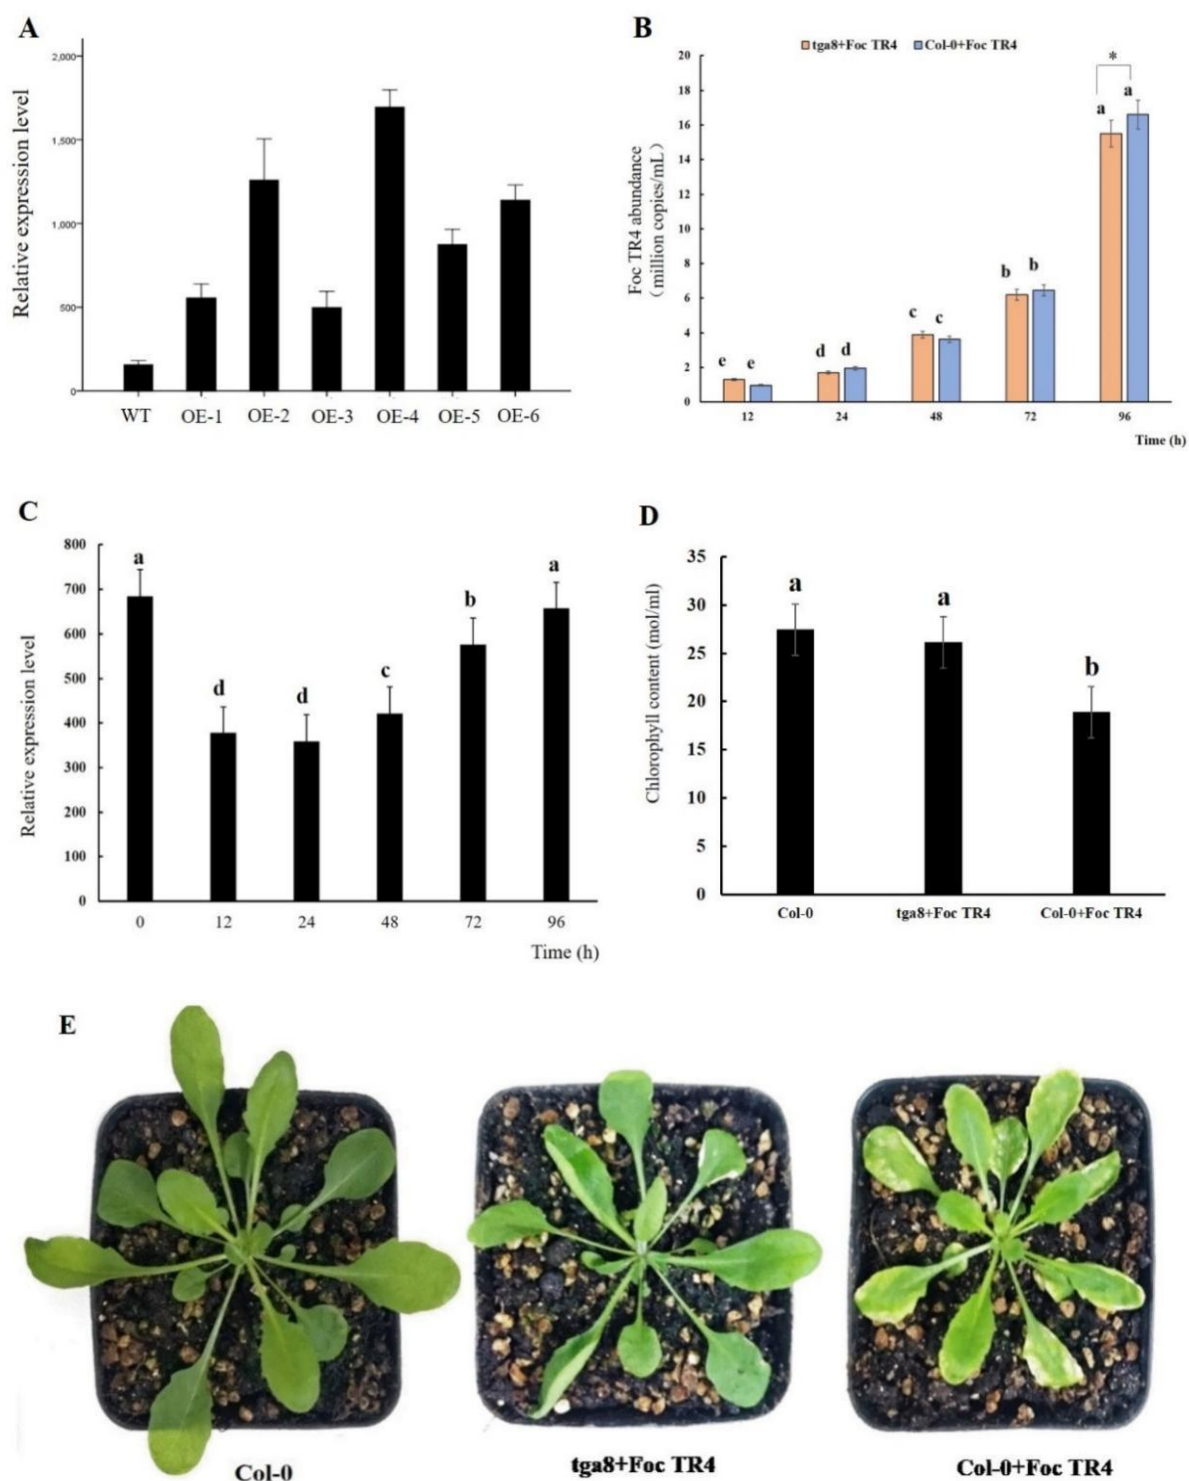 A
Relative expression level
2,000
1,500
1,000
500
0
WT OE-1 OE-2 OE-3 OE-4 OE-5 OE-6
B
tga8+Foc TR4 Col-0+Foc TR4
Foc TR4 abundance
(million copies/mL)
20
18
16
14
12
10
8
6
4
2
0
e e d d c c b b a a
*
12 24 48 72 96
Time (h)
C
Relative expression level
800
700
600
500
400
300
200
100
0
a d d c b a
0 12 24 48 72 96
Time (h)
D
Chlorophyll content (mol/ml)
35
30
25
20
15
10
5
0
a a b
Col-0 tga8+Foc TR4 Col-0+Foc TR4
E
Col-0 tga8+Foc TR4 Col-0+Foc TR4